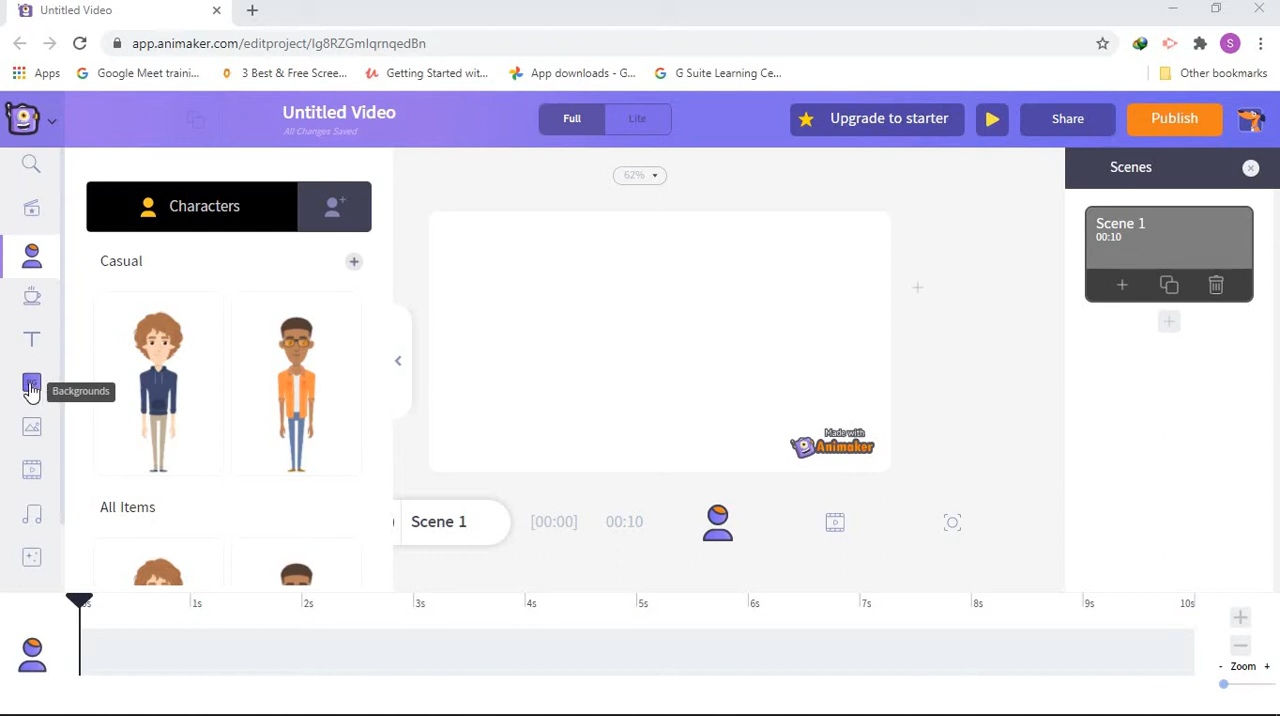 Untitled Video
app.animaker.com/editproject/Ig8RZGmIqrnqedBn
Apps
Google Meet traini...
3 Best & Free Scree...
Getting Started wit...
App downloads - G...
G Suite Learning Ce...
Other bookmarks
S
Untitled Video
All Changes Saved
Full
Lite
Upgrade to starter
Share
Publish
Characters
62%
Scenes
Scene 1
00:10
Casual
Backgrounds
Made with
Animaker
All Items
Scene 1
[00:00]
00:10
1s
2s
3s
4s
5s
6s
7s
8s
9s
10s
- Zoom +